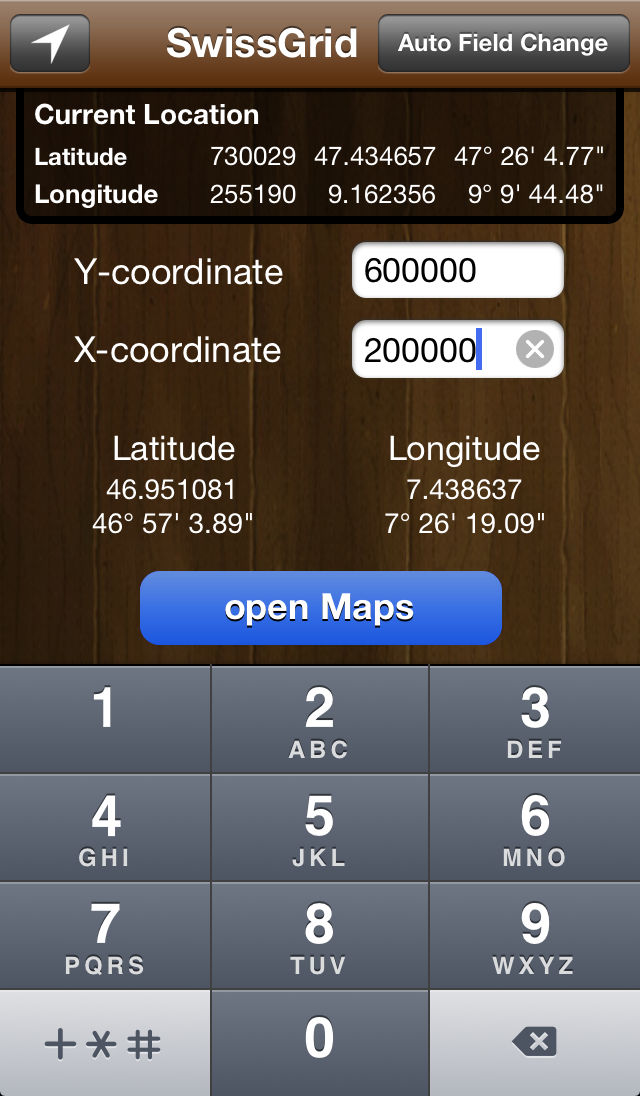 SwissGrid
Auto Field Change
Current Location
Latitude 730029 47.434657 47° 26' 4.77"
Longitude 255190 9.162356 9° 9' 44.48"
Y-coordinate 600000
X-coordinate 200000
Latitude Longitude
46.951081 7.438637
46° 57' 3.89" 7° 26' 19.09"
open Maps
1 2 3
ABC DEF
4 5 6
GHI JKL MNO
7 8 9
PQRS TUV WXYZ
+ * # 0